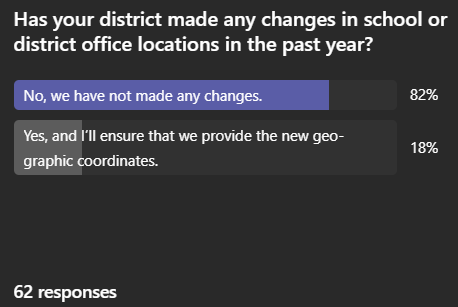 Has your district made any changes in school or
district office locations in the past year?
No, we have not made any changes.
82%
Yes, and I'll ensure that we provide the new geo-
graphic coordinates.
18%
62 responses